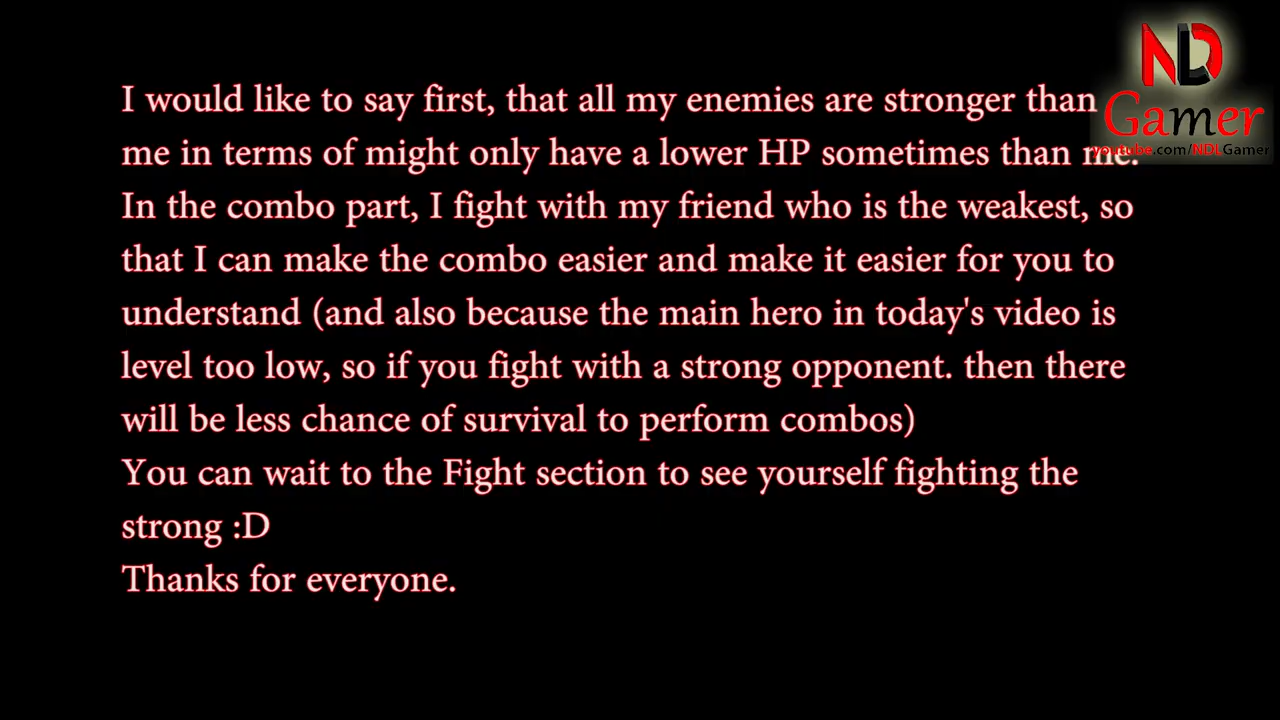 I would like to say first, that all my enemies are stronger than
me in terms of might only have a lower HP sometimes than me.
In the combo part, I fight with my friend who is the weakest, so
that I can make the combo easier and make it easier for you to
understand (and also because the main hero in today's video is
level too low, so if you fight with a strong opponent. then there
will be less chance of survival to perform combos)
You can wait to the Fight section to see yourself fighting the
strong :D
Thanks for everyone.
NDL
Gamer
youtube.com/NDLGamer